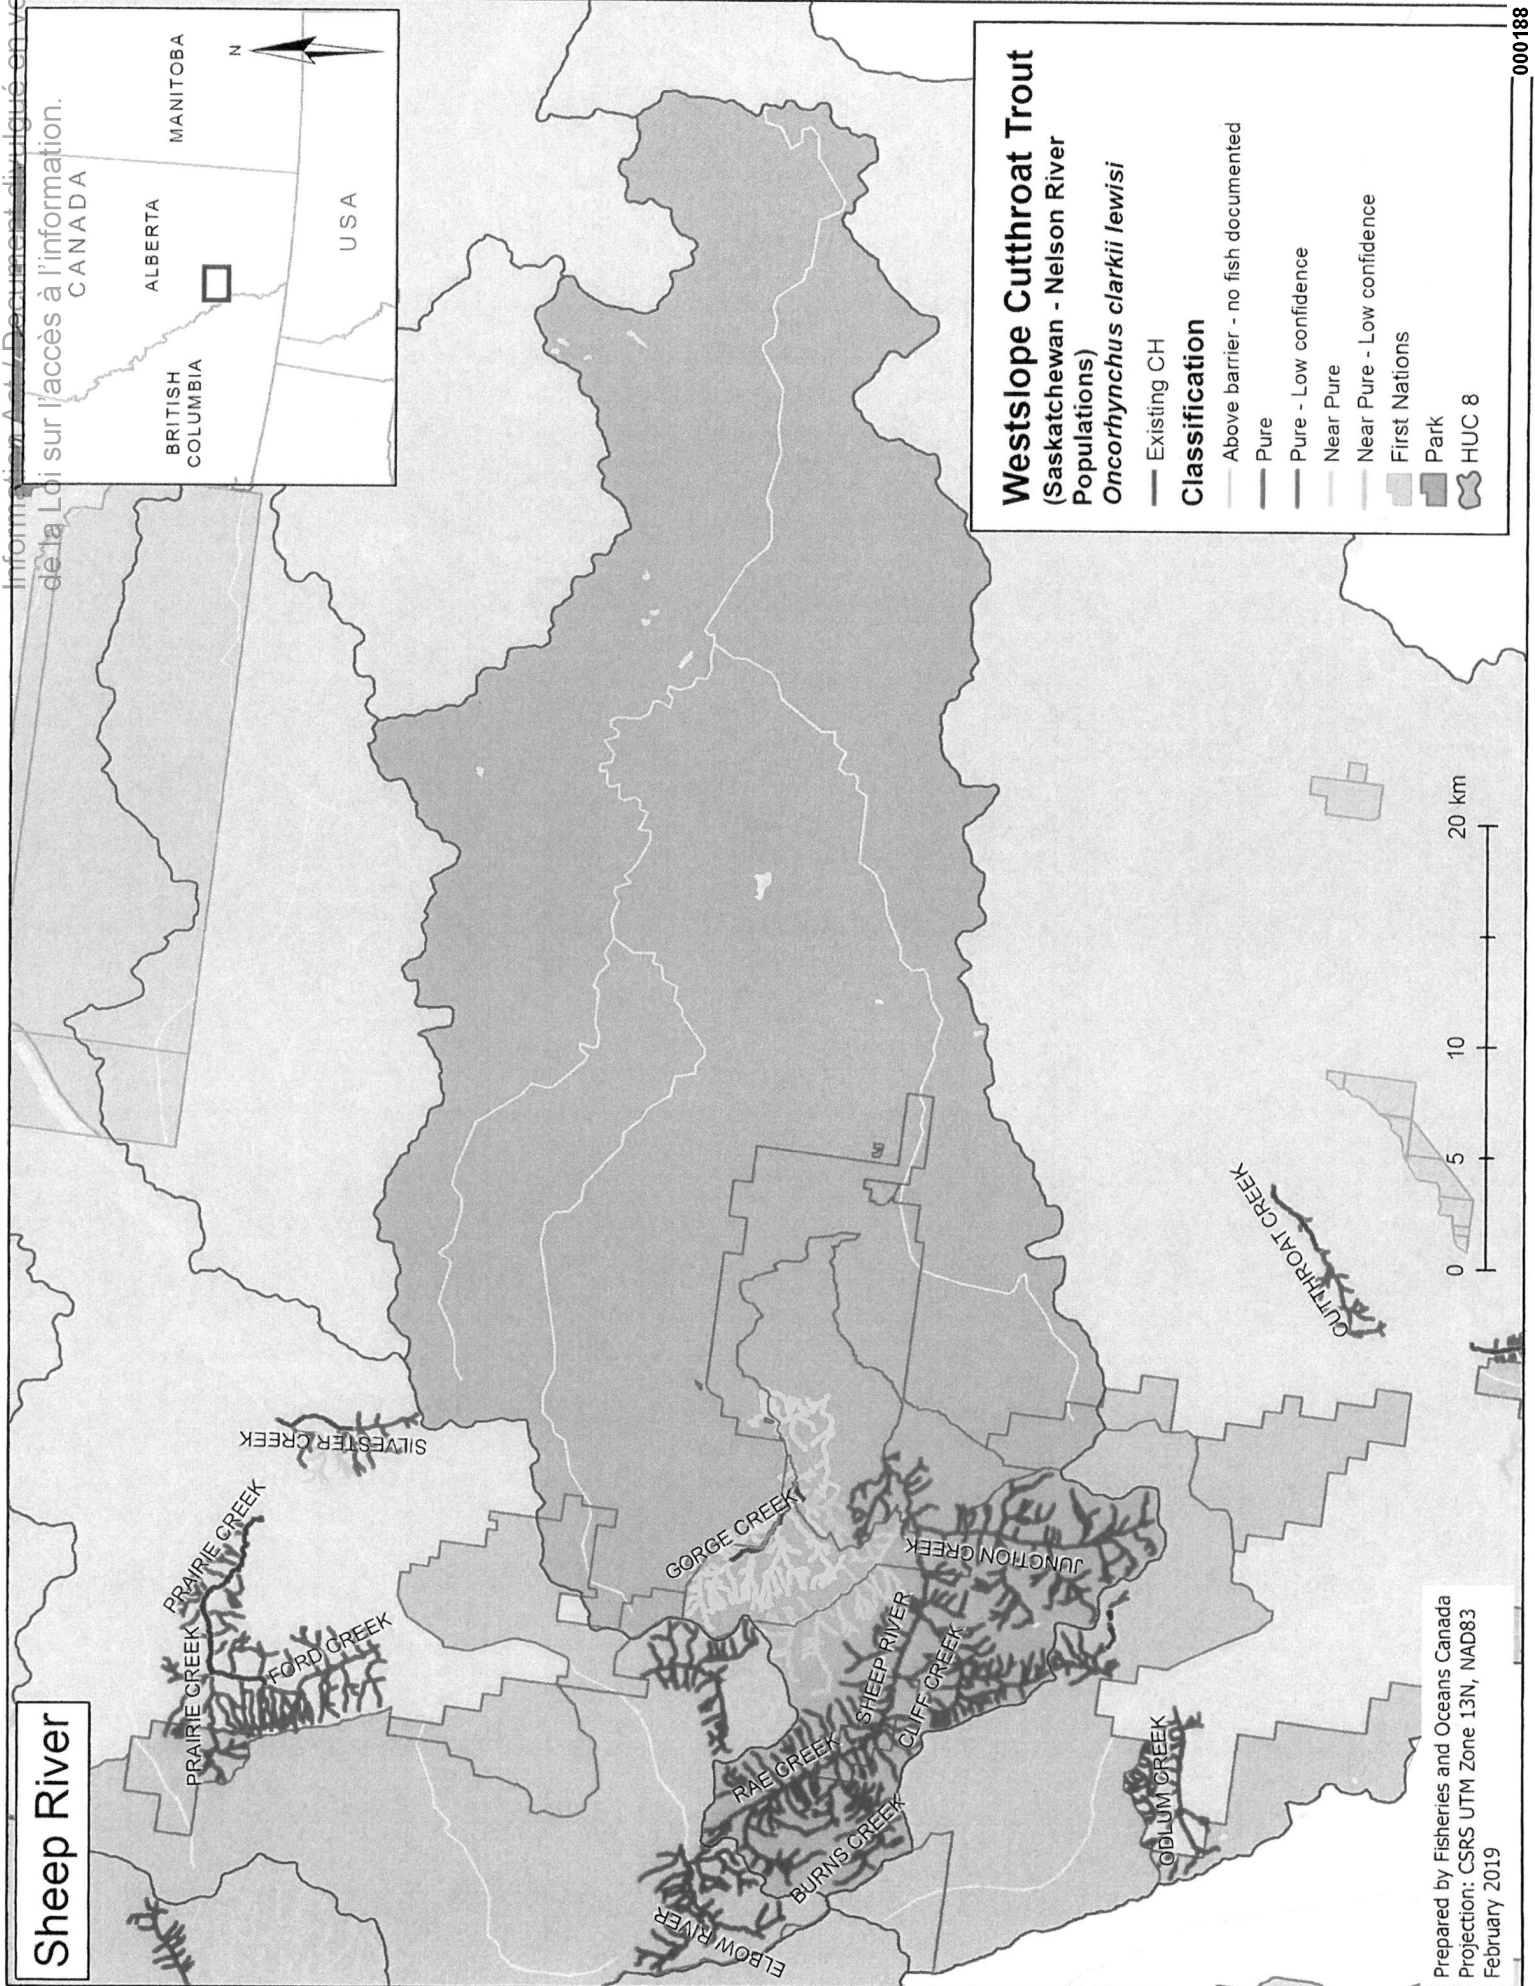 Sheep River
Information Act / Document divulgué en ve
de la Loi sur l'accès à l'information.
CANADA
MANITOBA
ALBERTA
BRITISH
COLUMBIA
USA
N
PRAIRIE CREEK
PRAIRIE CREEK
FORD CREEK
SILVESTER CREEK
GORGE CREEK
JUNCTION CREEK
SHEEP RIVER
CLIFF CREEK
RAE CREEK
BURNS CREEK
ELBOW RIVER
ODLUM CREEK
CUTTHROAT CREEK
0 5 10 20 km
Westslope Cutthroat Trout
(Saskatchewan - Nelson River
Populations)
Oncorhynchus clarkii lewisi
Existing CH
Classification
Above barrier - no fish documented
Pure
Pure - Low confidence
Near Pure
Near Pure - Low confidence
First Nations
Park
HUC 8
Prepared by Fisheries and Oceans Canada
Projection: CSRS UTM Zone 13N, NAD83
February 2019
000188